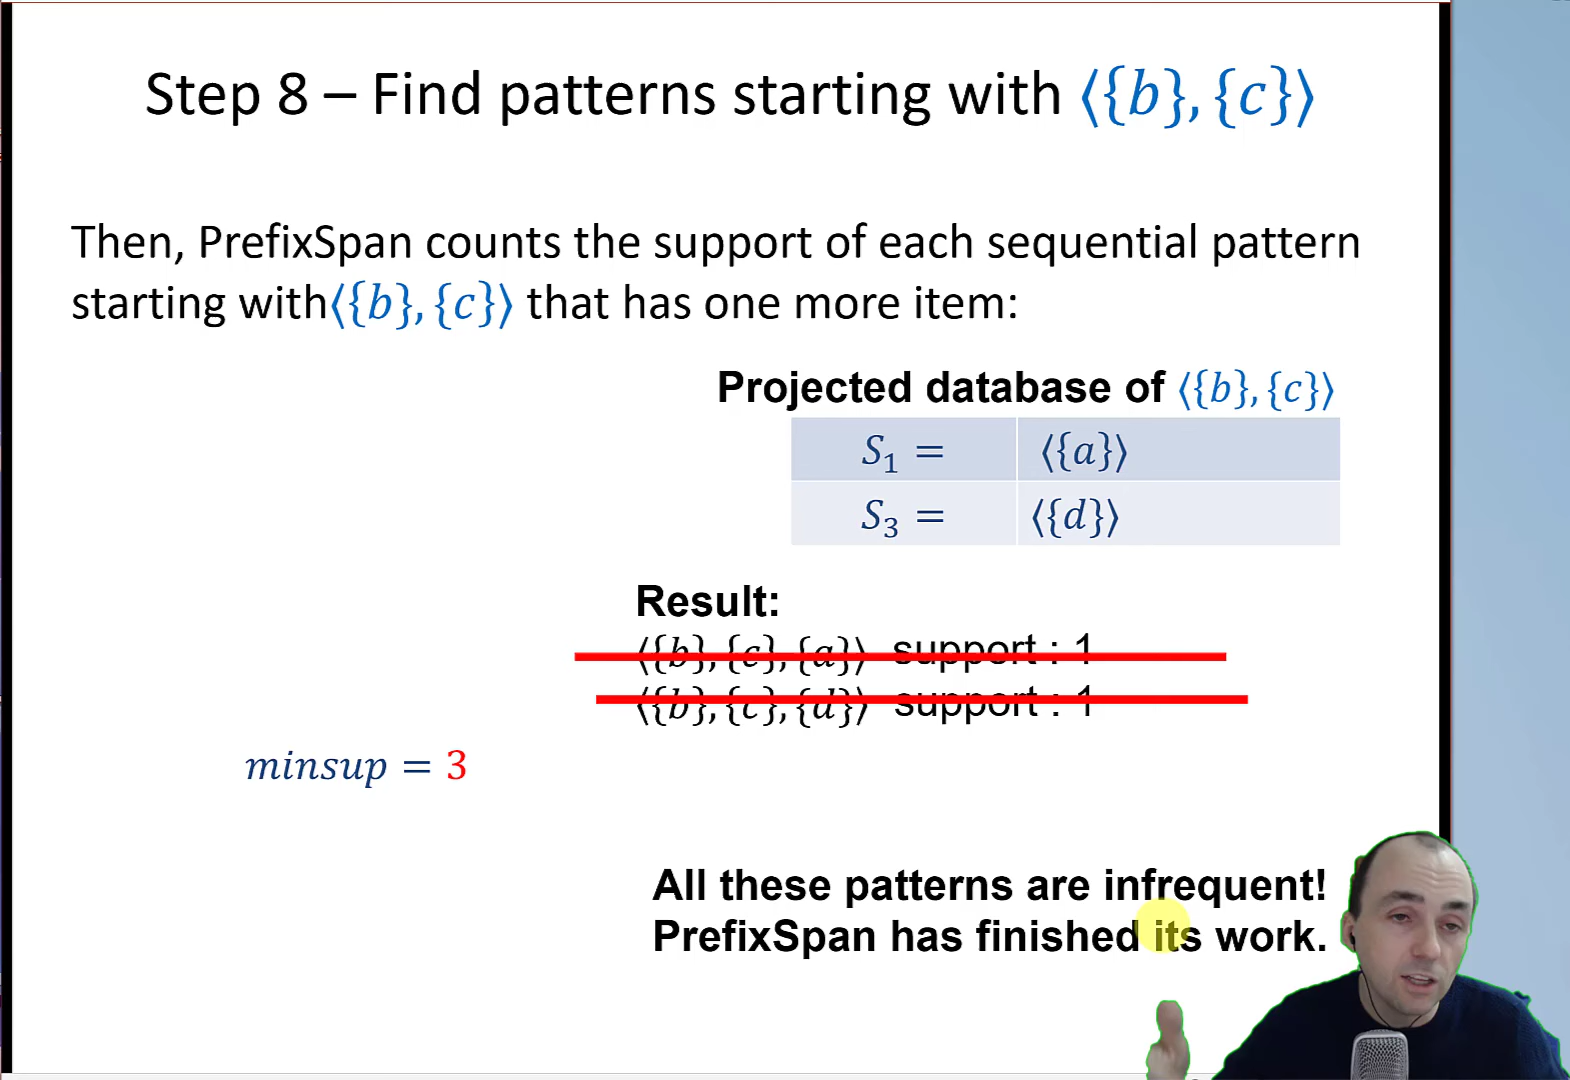 Step 8 – Find patterns starting with ⟨{b}, {c}⟩
Then, PrefixSpan counts the support of each sequential pattern
starting with⟨{b}, {c}⟩ that has one more item:
Projected database of ⟨{b}, {c}⟩
S₁ = ⟨{a}⟩
S₃ = ⟨{d}⟩
Result:
⟨{b}, {c}, {a}⟩ support : 1
⟨{b}, {c}, {d}⟩ support : 1
minsup = 3
All these patterns are infrequent!
PrefixSpan has finished its work.